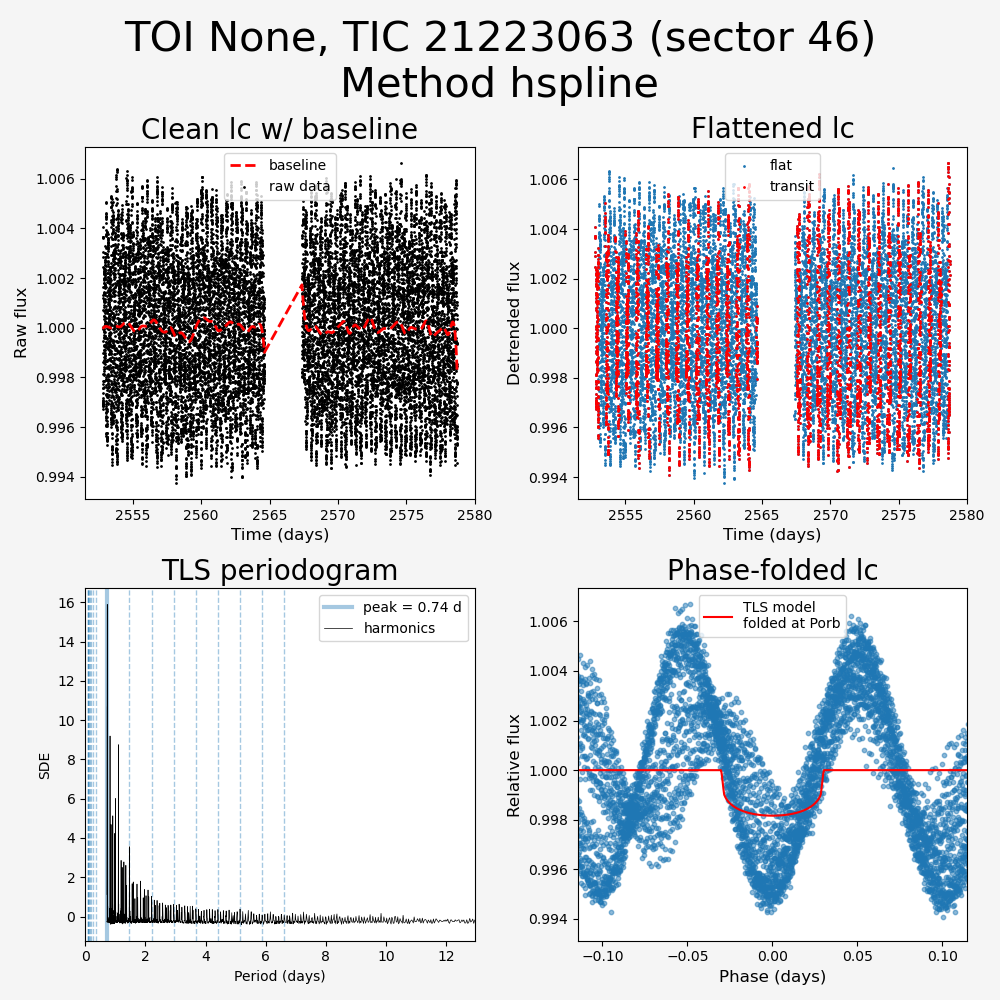 TOI None, TIC 21223063 (sector 46)
Method hspline
Clean lc w/ baseline
baseline
raw data
1.006
1.004
1.002
1.000
0.998
0.996
0.994
Raw flux
2555 2560 2565 2570 2575 2580
Time (days)
Flattened lc
flat
transit
1.006
1.004
1.002
1.000
0.998
0.996
0.994
Detrended flux
2555 2560 2565 2570 2575 2580
Time (days)
TLS periodogram
peak = 0.74 d
harmonics
16
14
12
10
8
6
4
2
0
SDE
0 2 4 6 8 10 12
Period (days)
Phase-folded lc
TLS model
folded at Porb
1.006
1.004
1.002
1.000
0.998
0.996
0.994
Relative flux
−0.10 −0.05 0.00 0.05 0.10
Phase (days)